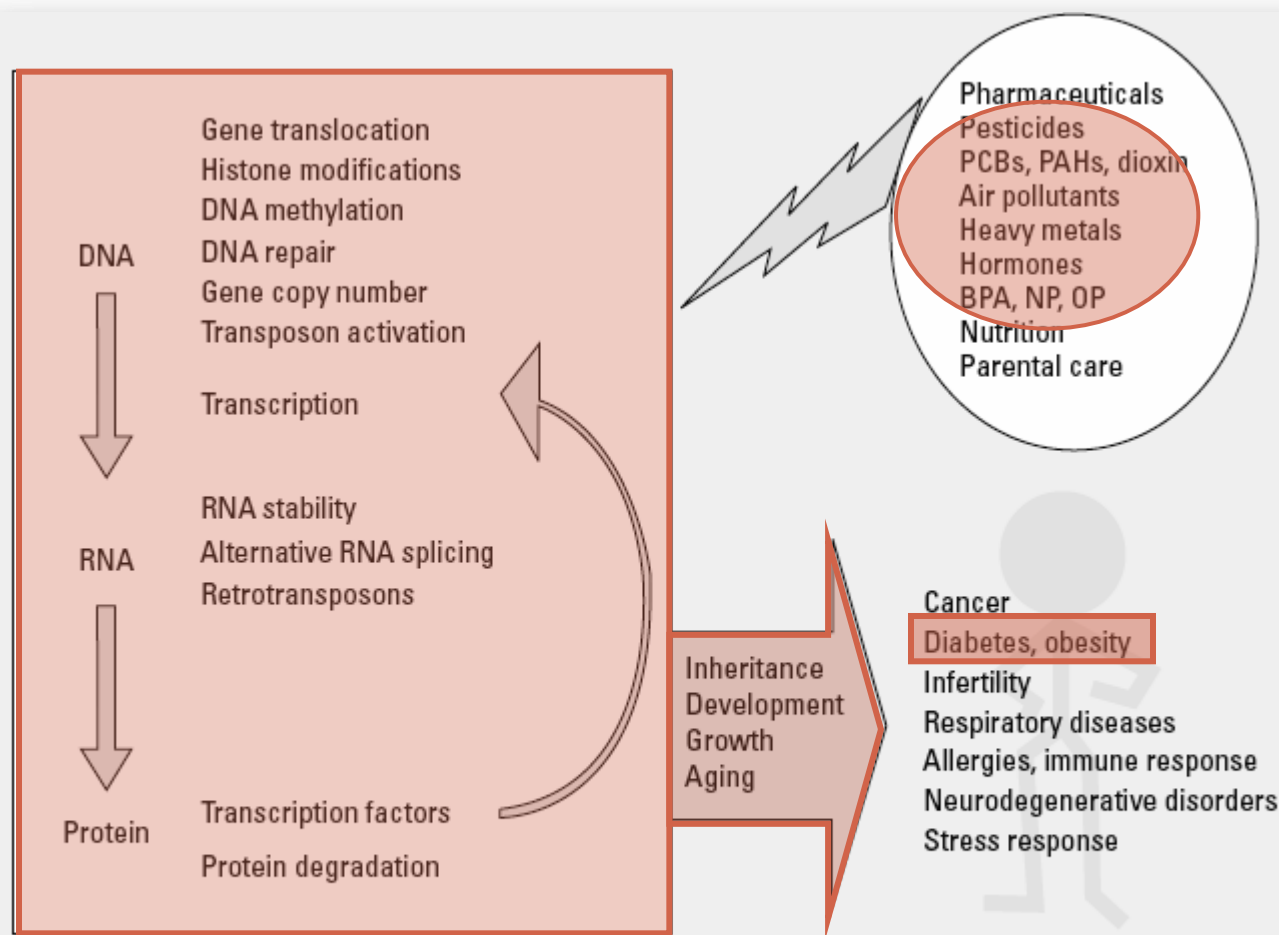 Gene translocation
Histone modifications
DNA methylation
DNA
DNA repair
Gene copy number
Transposon activation
Transcription
RNA stability
RNA
Alternative RNA splicing
Retrotransposons
Transcription factors
Protein
Protein degradation
Pharmaceuticals
Pesticides
PCBs, PAHs, dioxin
Air pollutants
Heavy metals
Hormones
BPA, NP, OP
Nutrition
Parental care
Inheritance
Development
Growth
Aging
Cancer
Diabetes, obesity
Infertility
Respiratory diseases
Allergies, immune response
Neurodegenerative disorders
Stress response